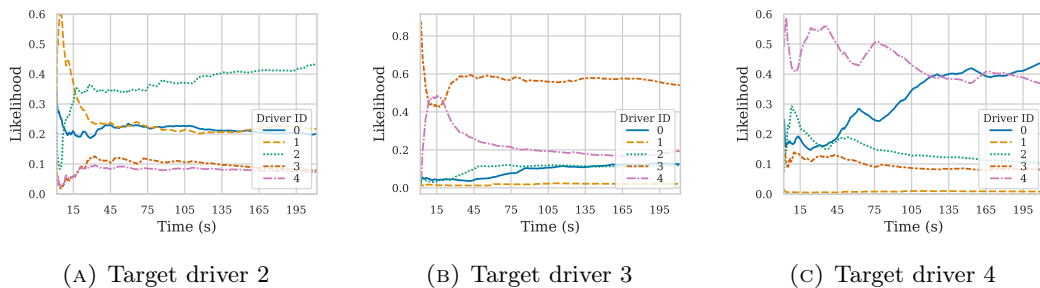 0.6
0.5
0.4
0.3
0.2
0.1
0.0
Likelihood
15 45 75 105 135 165 195
Time (s)
Driver ID
0
1
2
3
4
(A) Target driver 2
0.8
0.6
0.4
0.2
0.0
Likelihood
15 45 75 105 135 165 195
Time (s)
Driver ID
0
1
2
3
4
(B) Target driver 3
0.6
0.5
0.4
0.3
0.2
0.1
0.0
Likelihood
15 45 75 105 135 165 195
Time (s)
Driver ID
0
1
2
3
4
(C) Target driver 4